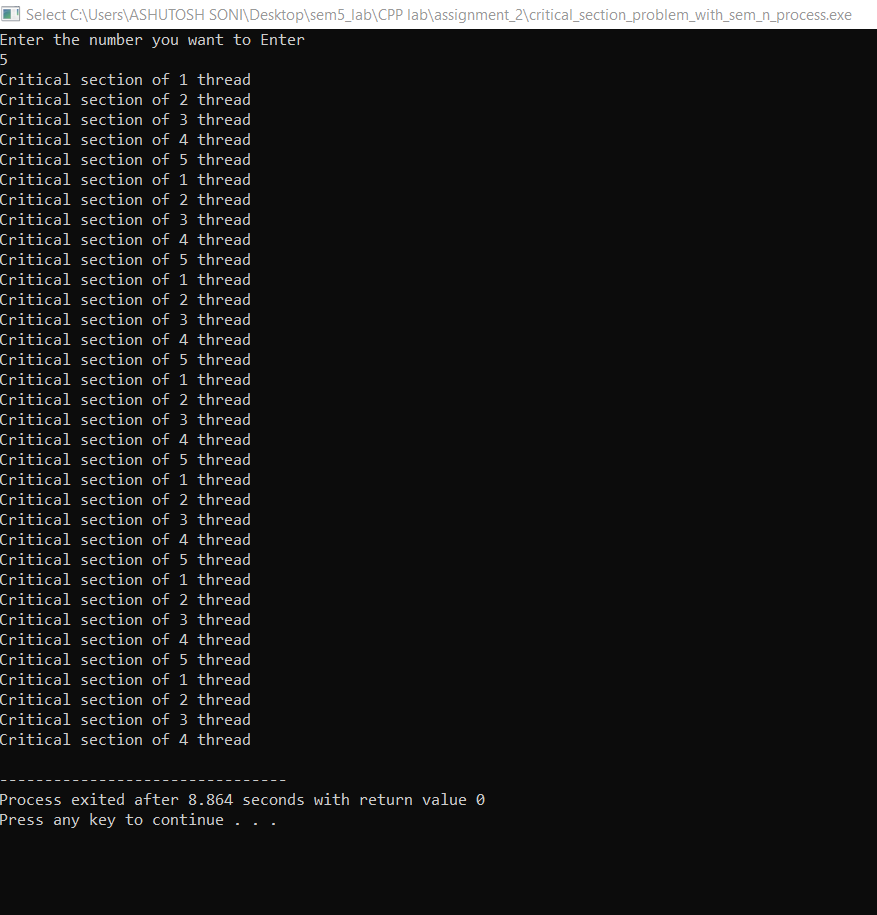 Select C:\Users\ASHUTOSH SONI\Desktop\sem5_lab\CPP lab\assignment_2\critical_section_problem_with_sem_n_process.exe
Enter the number you want to Enter
5
Critical section of 1 thread
Critical section of 2 thread
Critical section of 3 thread
Critical section of 4 thread
Critical section of 5 thread
Critical section of 1 thread
Critical section of 2 thread
Critical section of 3 thread
Critical section of 4 thread
Critical section of 5 thread
Critical section of 1 thread
Critical section of 2 thread
Critical section of 3 thread
Critical section of 4 thread
Critical section of 5 thread
Critical section of 1 thread
Critical section of 2 thread
Critical section of 3 thread
Critical section of 4 thread
Critical section of 5 thread
Critical section of 1 thread
Critical section of 2 thread
Critical section of 3 thread
Critical section of 4 thread
Critical section of 5 thread
Critical section of 1 thread
Critical section of 2 thread
Critical section of 3 thread
Critical section of 4 thread
Critical section of 5 thread
Critical section of 1 thread
Critical section of 2 thread
Critical section of 3 thread
Critical section of 4 thread
--------------------------------
Process exited after 8.864 seconds with return value 0
Press any key to continue . . .